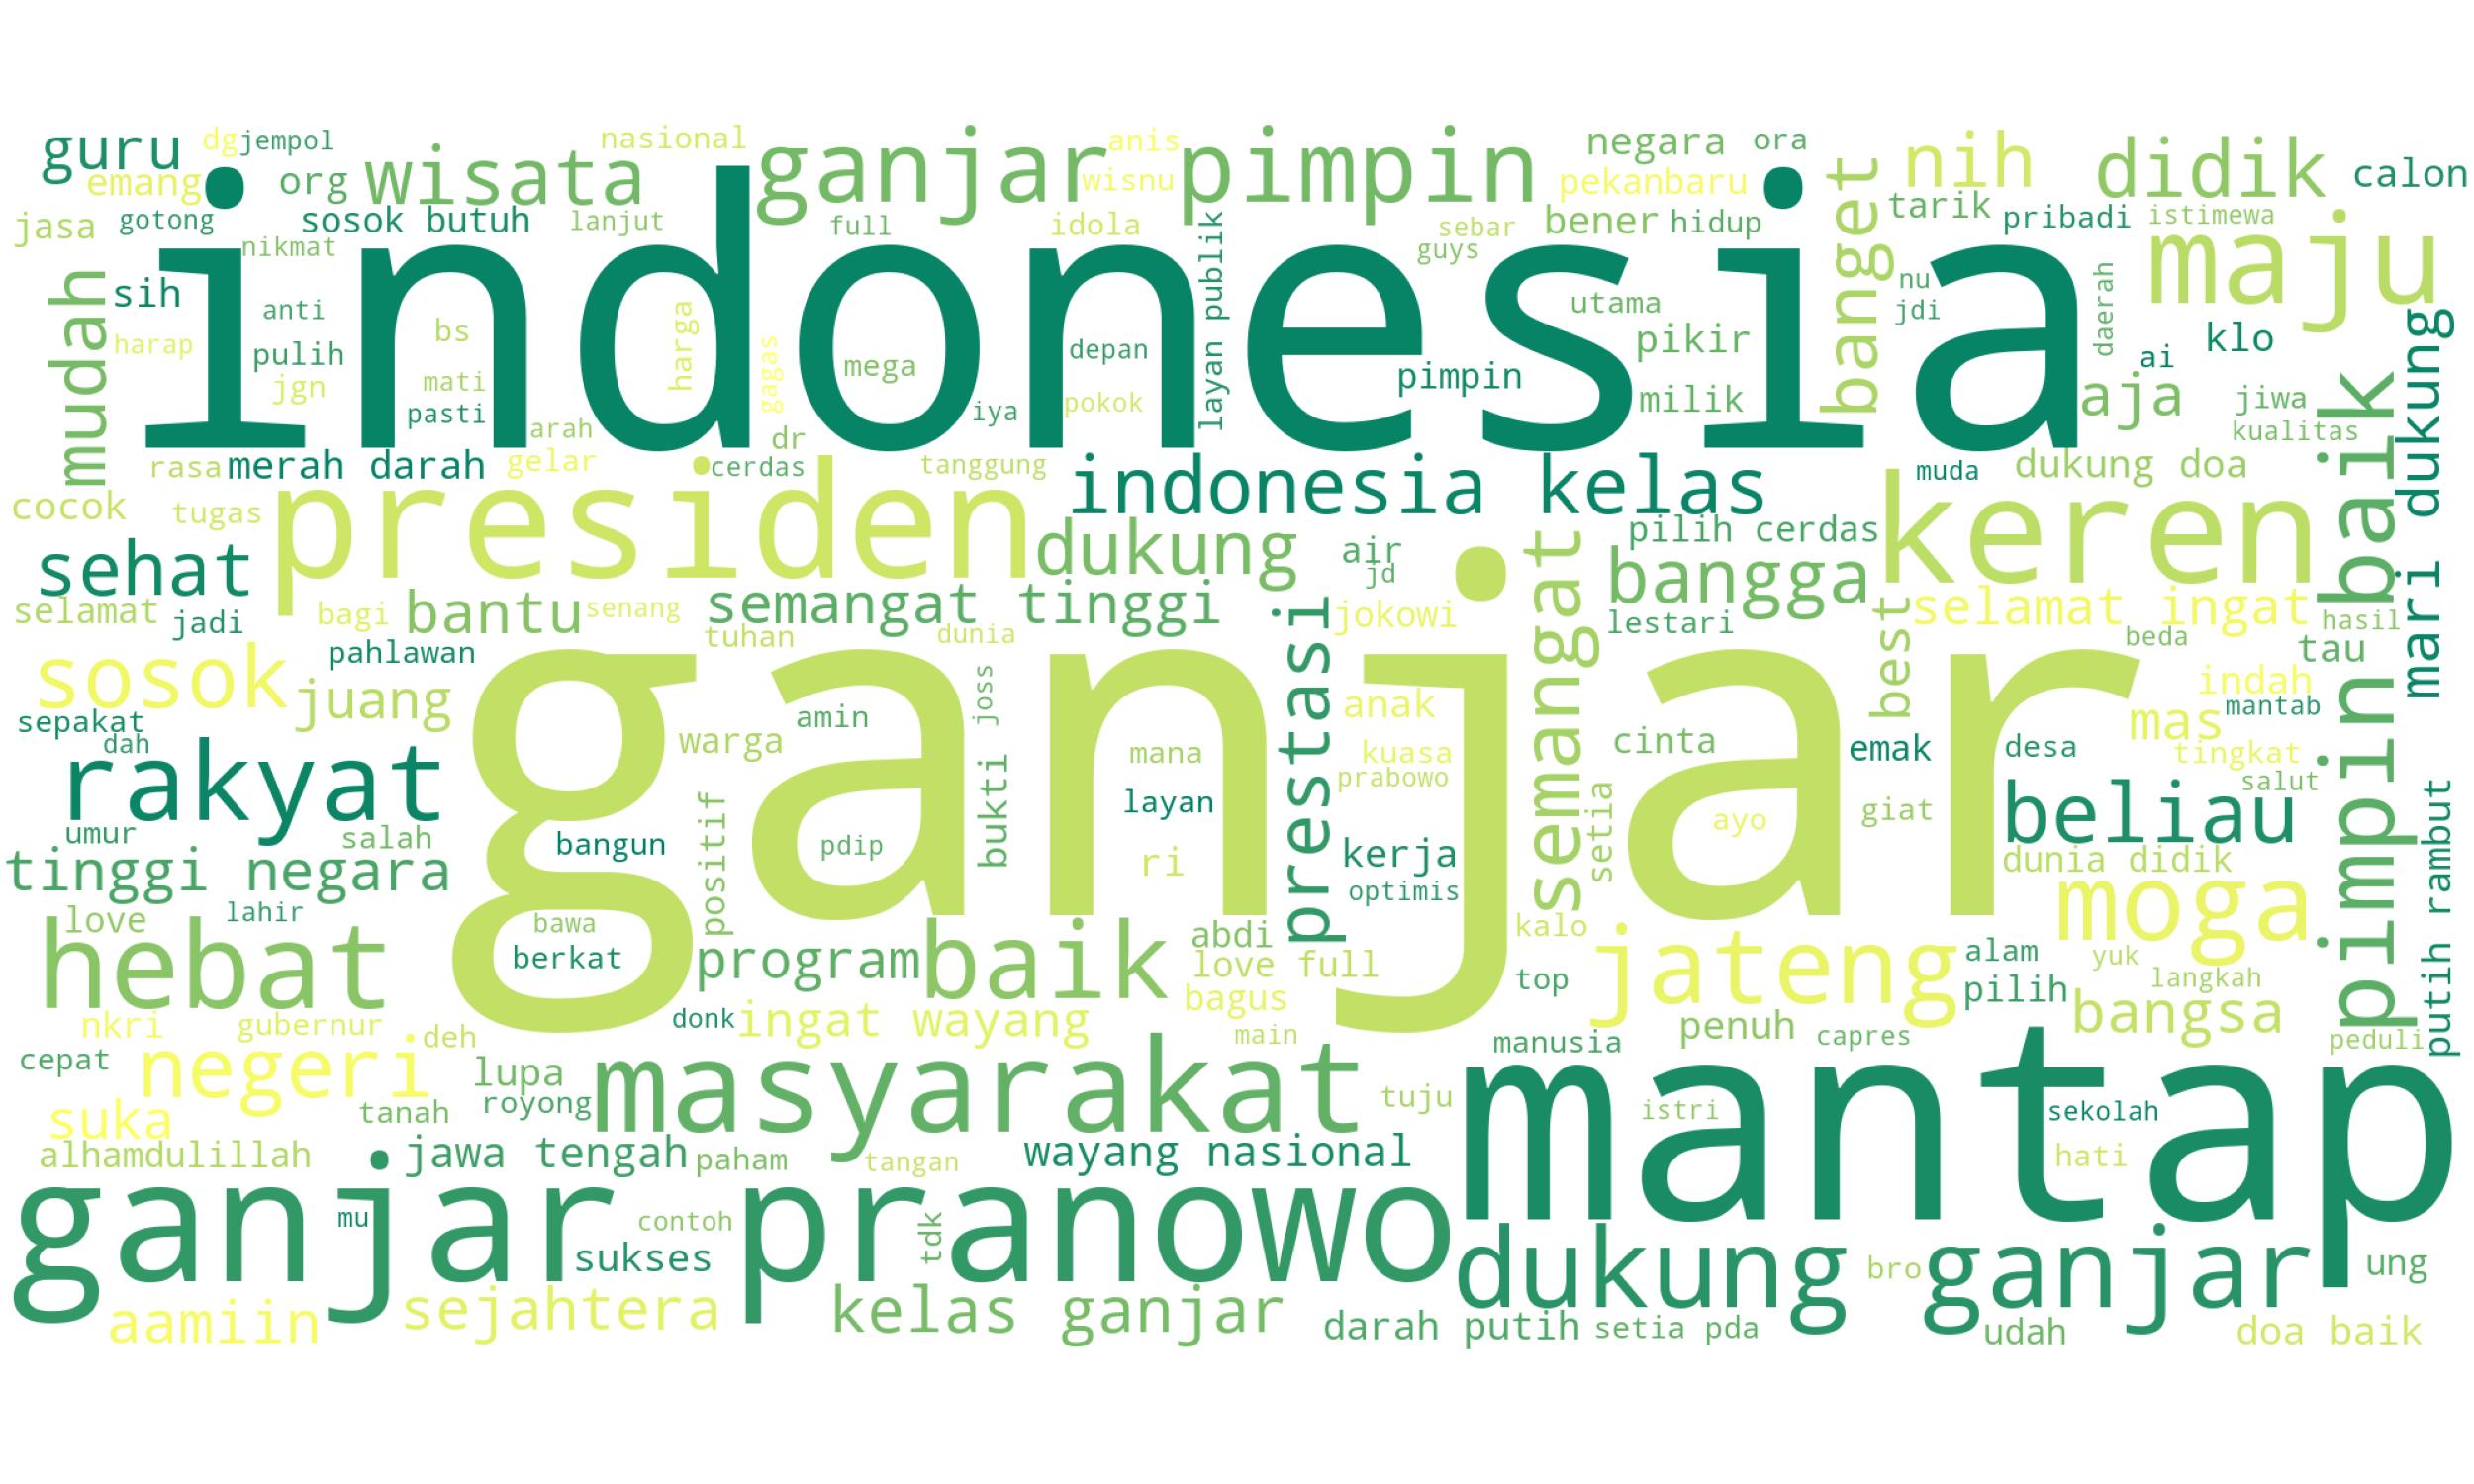 guru
dg
jempol
nasional
ganjar pimpin
anis
negara
ora
emang
org
wisata
wisnu
pekanbaru
banget
nih
didik
calon
jasa
gotong
sosok butuh
lanjut
full
idola
layan publik
sebar
bener
hidup
tarik
pribadi
istimewa
nikmat
indonesia
guys
maju
mudah
sih
anti
harga
utama
nu
jdi
daerah
harap
pulih
bs
gagas
mega
depan
pikir
ai
klo
mari dukung
jgn
mati
pimpin
milik
aja
jiwa
pimpin baik
pasti
iya
pokok
arah
dr
kualitas
rasa
merah darah
gelar
cerdas
tanggung
indonesia kelas
muda
dukung doa
cocok
tugas
presiden
keren
sehat
dukung
air
jd
semangat
pilih cerdas
bangga
selamat
jadi
bagi
bantu
senang
semangat tinggi
prestasi
jokowi
lestari
best
selamat ingat
hasil
pahlawan
tuhan
dunia
beda
tau
sosok
juang
ganjar
joss
anak
indah
sepakat
amin
mas
mantab
dah
warga
mana
kuasa
cinta
emak
desa
tingkat
rakyat
positif
bukti
prabowo
setia
salut
putih rambut
layan
giat
beliau
umur
salah
bangun
pdip
ri
kerja
ayo
tinggi negara
optimis
dunia didik
love
lahir
bawa
moga
hebat
berkat
program
baik
abdi
love full
kalo
jateng
alam
yuk
top
pilih
langkah
nkri
gubernur
deh
donk
ingat wayang
bagus
main
penuh
capres
bangsa
peduli
cepat
negeri
lupa
masyarakat
manusia
mantap
suka
tanah
royong
tuju
istri
sekolah
alhamdulillah
jawa tengah
paham
tangan
wayang nasional
hati
ganjar pranowo
mu
contoh
tdk
sukses
dukung ganjar
bro
ung
aamiin
sejahtera
kelas ganjar
darah putih
setia pda
udah
doa baik